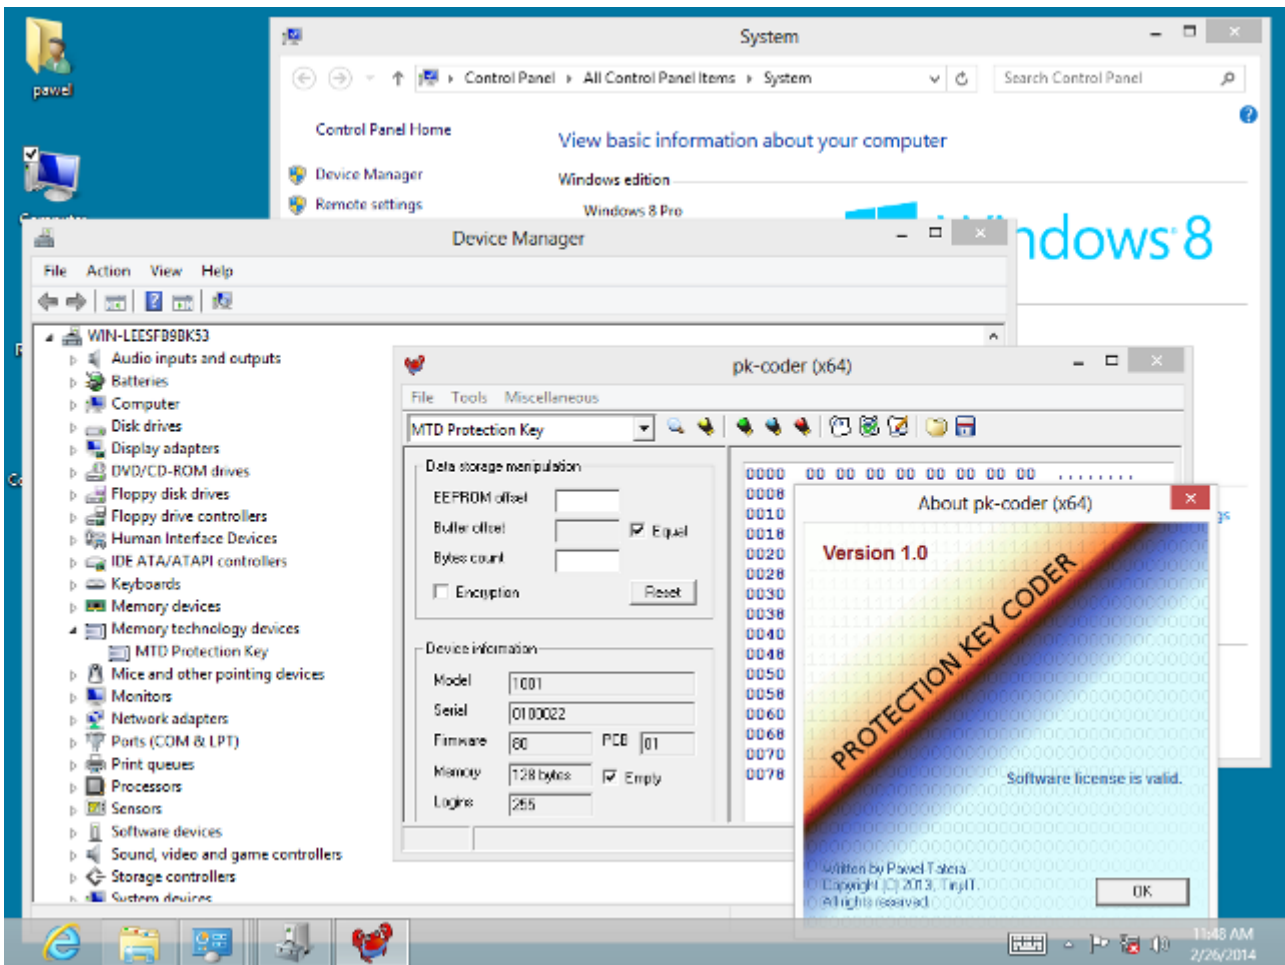 pawel
System
Control Panel
All Control Panel Items
System
Search Control Panel
Control Panel Home
View basic information about your computer
Device Manager
Windows edition
Remote settings
Windows 8 Pro
ndows 8
Device Manager
File Action View Help
WIN-LEESFB9BK53
Audio inputs and outputs
Batteries
Computer
Disk drives
Display adapters
DVD/CD-ROM drives
Floppy disk drives
Floppy drive controllers
Human Interface Devices
IDE ATA/ATAPI controllers
Keyboards
Memory devices
Memory technology devices
MTD Protection Key
Mice and other pointing devices
Monitors
Network adapters
Ports (COM & LPT)
Print queues
Processors
Sensors
Software devices
Sound, video and game controllers
Storage controllers
System devices
pk-coder (x64)
File Tools Miscellaneous
MTD Protection Key
Data storage manipulation
EEPROM offset
Buffer offset
Equal
Bytes count
Encryption
Reset
Device information
Model 1001
Serial 0100022
Firmware 80 PCB 01
Memory 128 bytes Empty
Logins 255
0000 00 00 00 00 00 00 00 00 ........
0008
0010
0018
0020
0028
0030
0038
0040
0048
0050
0058
0060
0068
0070
0078
About pk-coder (x64)
Version 1.0
PROTECTION KEY CODER
Software license is valid.
Written by Pawel Tatera
Copyright (C) 2013, TinyIT.
All rights reserved.
OK
11:48 AM
2/26/2014